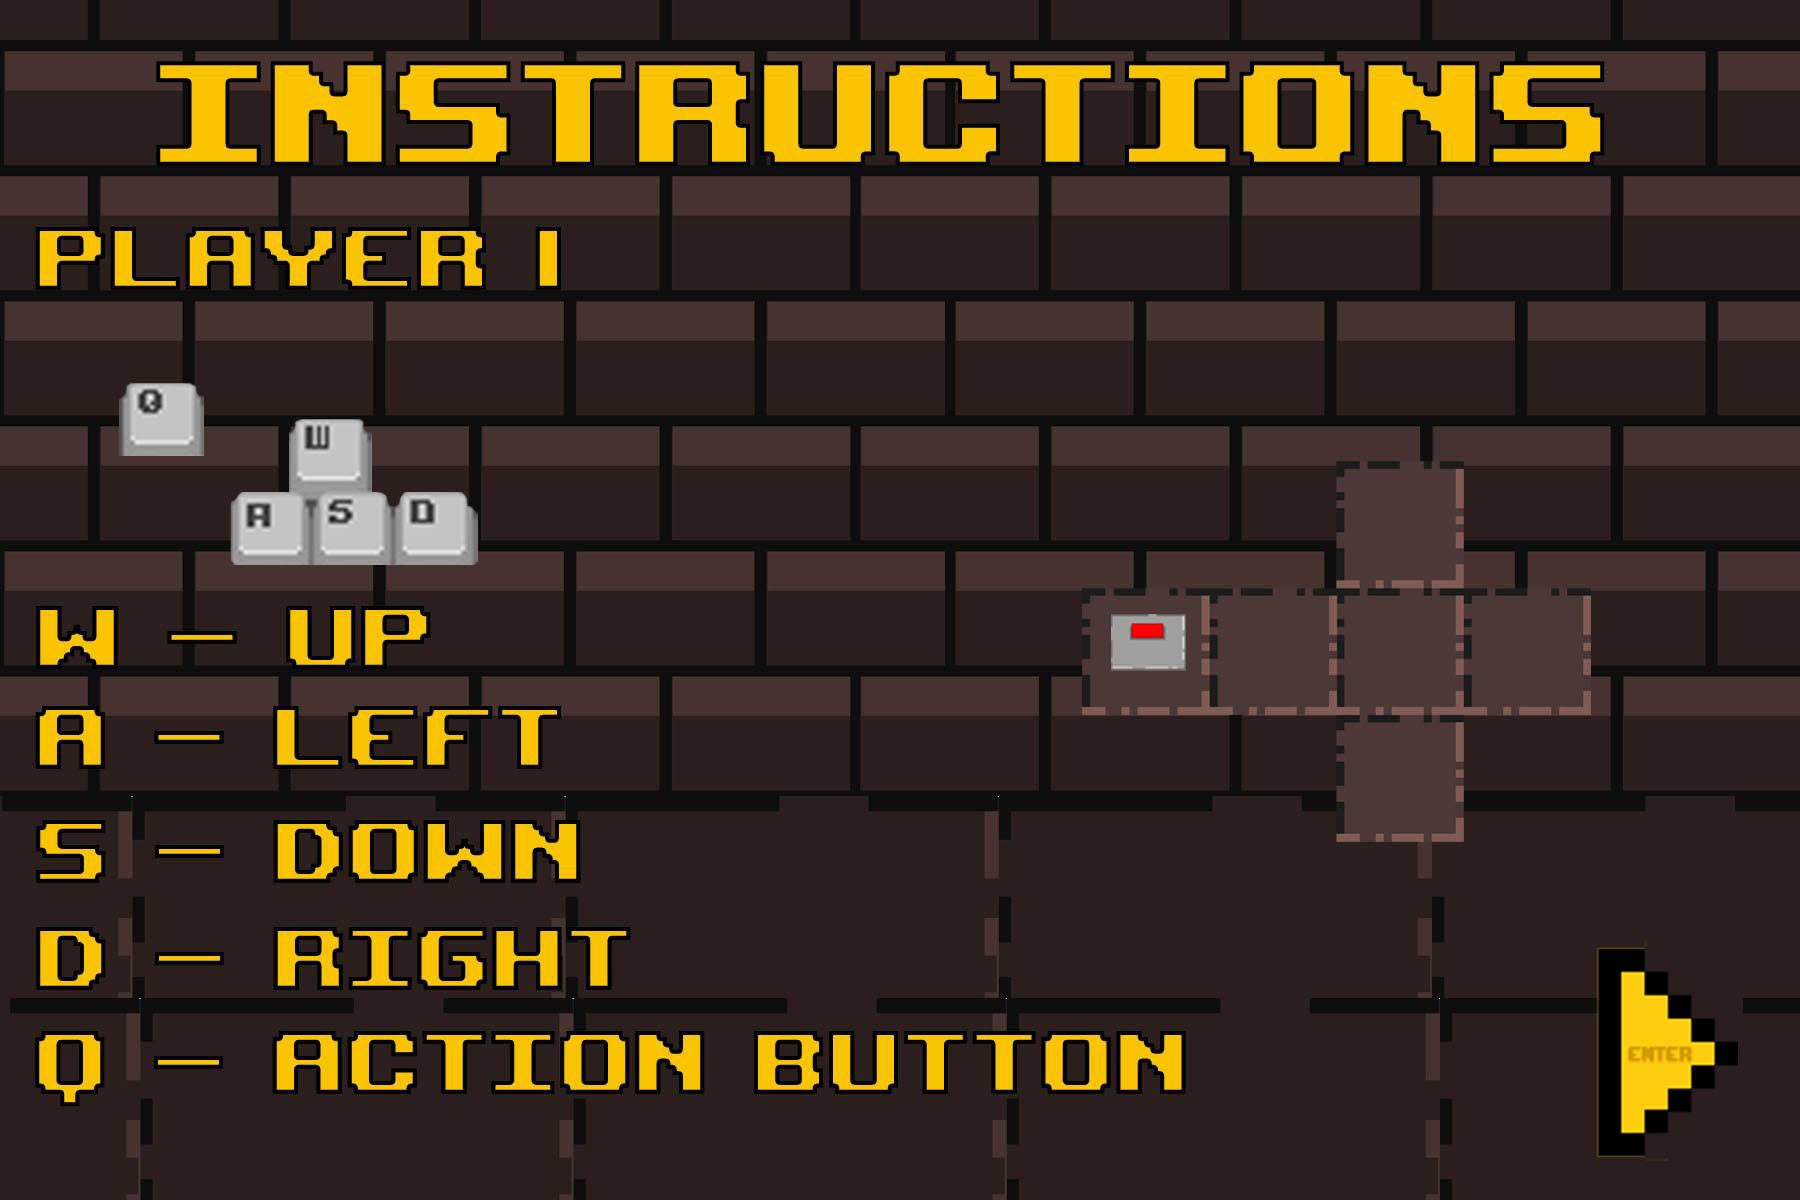 INSTRUCTIONS
PLAYER 1
Q
W
A S D
W - UP
A - LEFT
S - DOWN
D - RIGHT
Q - ACTION BUTTON
ENTER